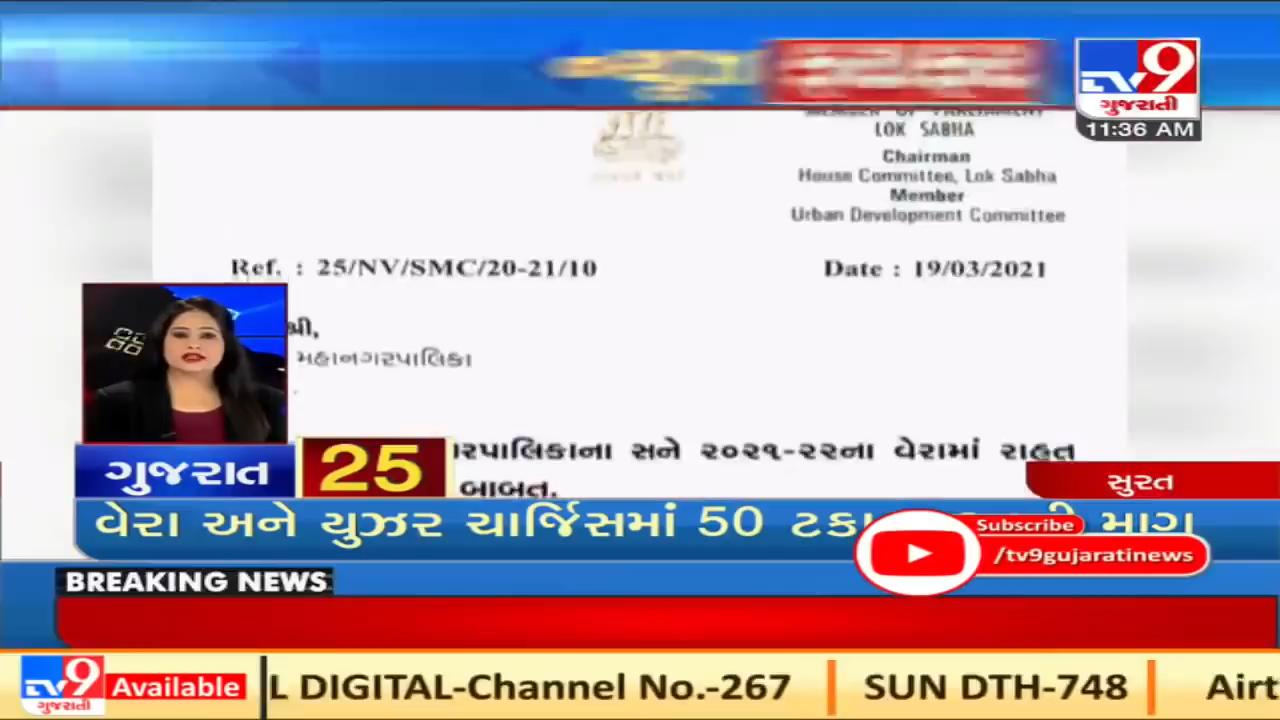 TV9
ગુજરાતી
11:36 AM
MEMBER OF PARLIAMENT
LOK SABHA
Chairman
House Committee, Lok Sabha
Member
Urban Development Committee
Ref. : 25/NV/SMC/20-21/10
Date : 19/03/2021
શ્રી,
મહાનગરપાલિકા
રપાલિકાના સને ૨૦૨૧-૨૨ના વેરામાં રાહત
બાબત.
ગુજરાત 25
સુરત
વેરા અને યુઝર ચાર્જિસમાં 50 ટકા માગ
Subscribe
/tv9gujaratinews
BREAKING NEWS
TV9
ગુજરાતી
Available
L DIGITAL-Channel No.-267
SUN DTH-748
Airt